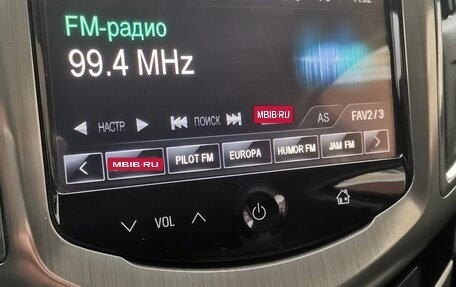 FM-радио
99.4 MHz
НАСТР.
ПОИСК
MBIB.RU
AS
FAV2/3
MBIB.RU
PILOT FM
EUROPA
HUMOR FM
JAM FM
VOL